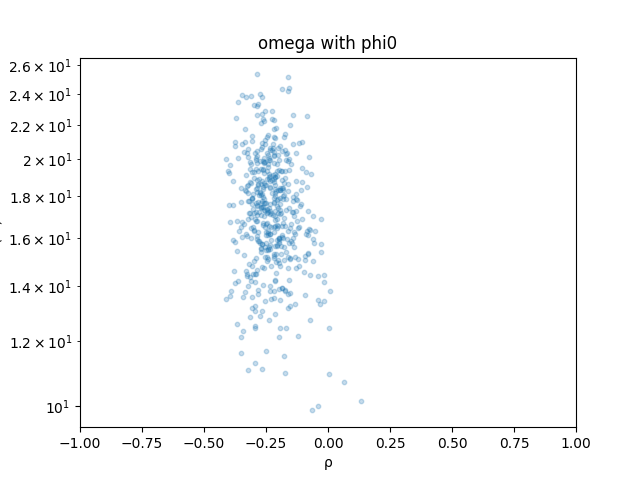 omega with phi0
2.6 × 10¹
2.4 × 10¹
2.2 × 10¹
2 × 10¹
1.8 × 10¹
1.6 × 10¹
1.4 × 10¹
1.2 × 10¹
10¹
−1.00 −0.75 −0.50 −0.25 0.00 0.25 0.50 0.75 1.00
ρ